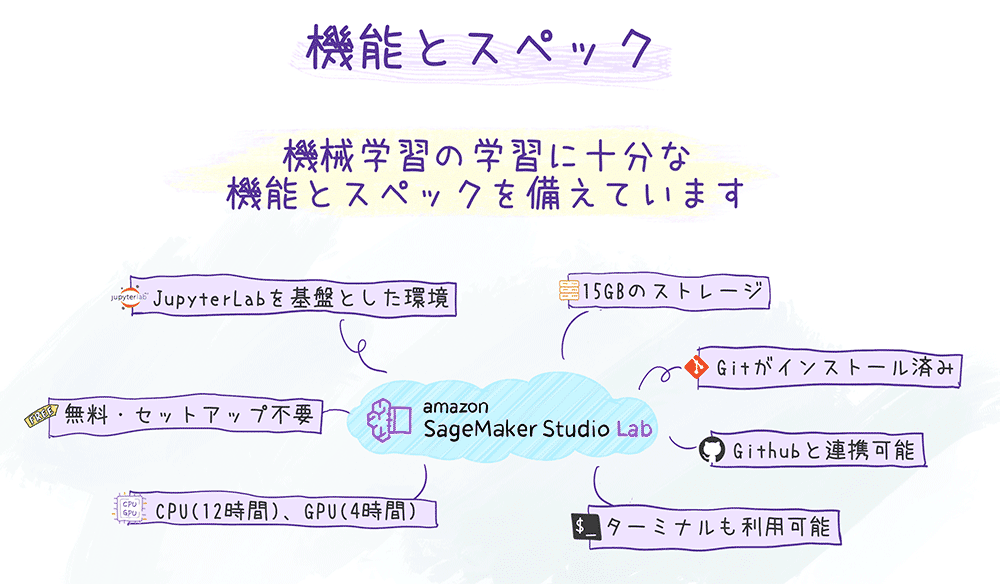 機能とスペック
機械学習の学習に十分な
機能とスペックを備えています
jupyterlab
JupyterLabを基盤とした環境
15GBのストレージ
Gitがインストール済み
FREE
無料・セットアップ不要
amazon
SageMaker Studio Lab
Githubと連携可能
CPU
GPU
CPU(12時間)、GPU(4時間)
$_
ターミナルも利用可能